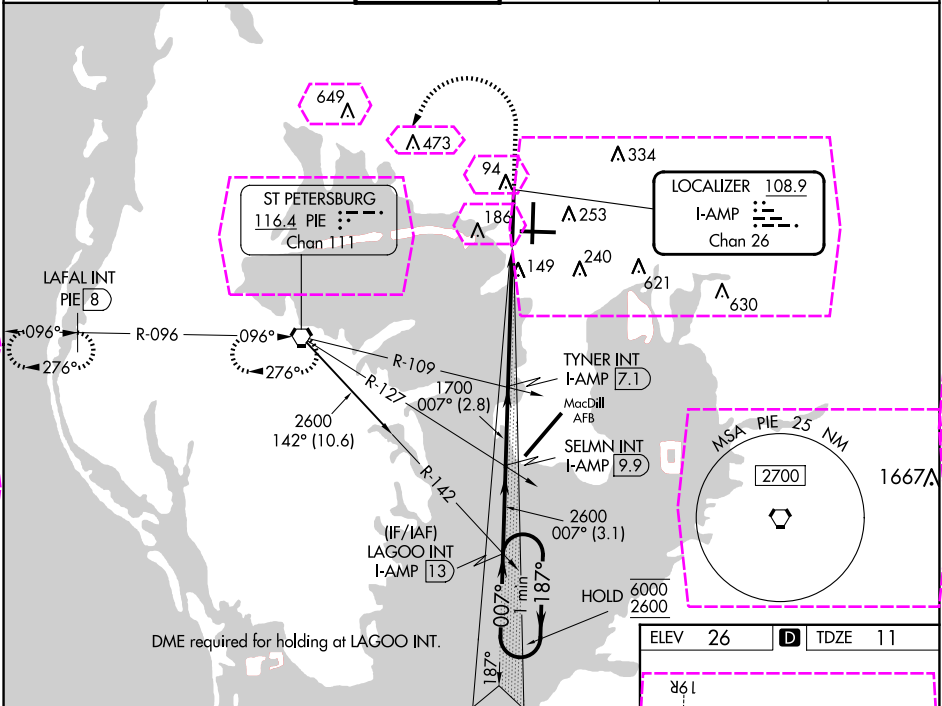 649
473
334
94
ST PETERSBURG
116.4 PIE
Chan 111
186
253
LOCALIZER 108.9
I-AMP
Chan 26
149
240
621
630
LAFAL INT
PIE 8
096°
R-096
096°
276°
276°
R-109
R-127
R-142
2600
142° (10.6)
1700
007° (2.8)
TYNER INT
I-AMP 7.1
MacDill
AFB
SELMN INT
I-AMP 9.9
2600
007° (3.1)
MSA PIE 25 NM
2700
1667
(IF/IAF)
LAGOO INT
I-AMP 13
007°
1 min
187°
HOLD 6000
2600
DME required for holding at LAGOO INT.
187°
ELEV 26 D TDZE 11
19R